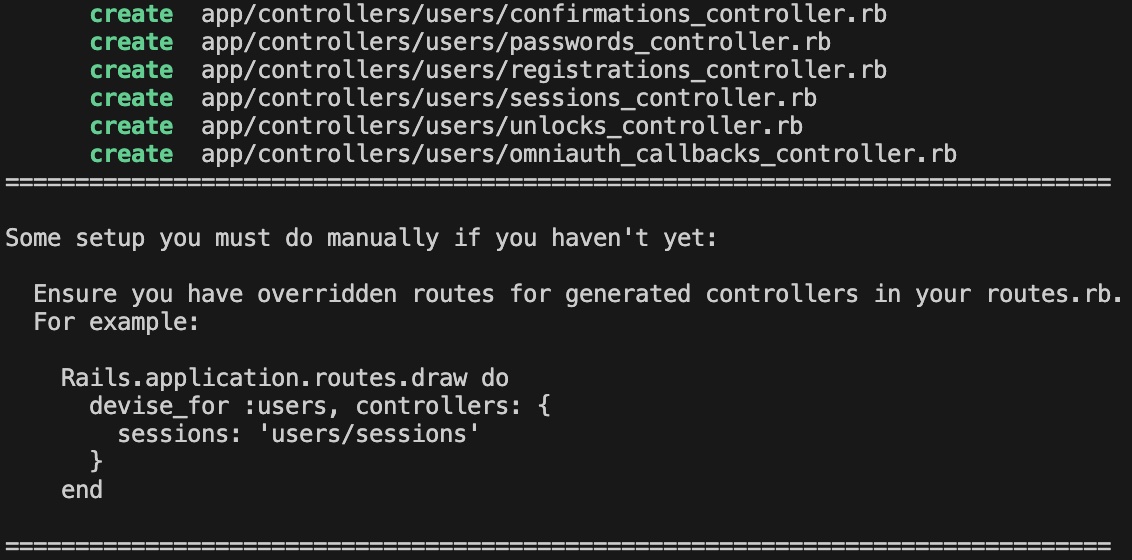 create  app/controllers/users/confirmations_controller.rb
      create  app/controllers/users/passwords_controller.rb
      create  app/controllers/users/registrations_controller.rb
      create  app/controllers/users/sessions_controller.rb
      create  app/controllers/users/unlocks_controller.rb
      create  app/controllers/users/omniauth_callbacks_controller.rb
===============================================================================

Some setup you must do manually if you haven't yet:

  Ensure you have overridden routes for generated controllers in your routes.rb.
  For example:

    Rails.application.routes.draw do
      devise_for :users, controllers: {
        sessions: 'users/sessions'
      }
    end

===============================================================================